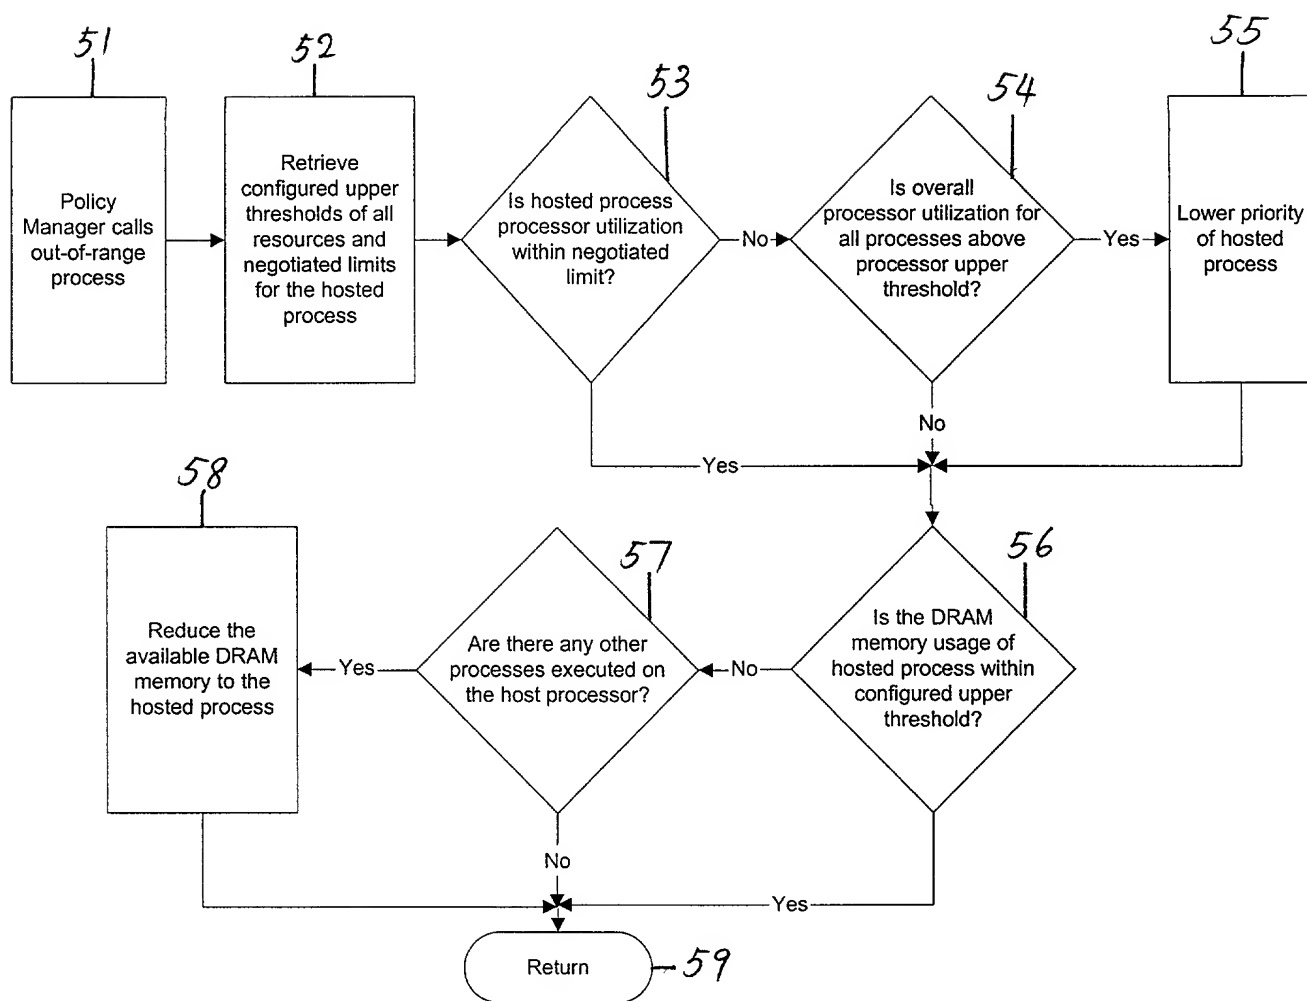 51
52
53
54
55
Policy
Manager calls
out-of-range
process
Retrieve
configured upper
thresholds of all
resources and
negotiated limits
for the hosted
process
Is hosted process
processor utilization
within negotiated
limit?
No
Is overall
processor utilization for
all processes above
processor upper
threshold?
Yes
Lower priority
of hosted
process
No
Yes
58
57
56
Reduce the
available DRAM
memory to the
hosted process
Yes
Are there any other
processes executed on
the host processor?
No
Is the DRAM
memory usage of
hosted process within
configured upper
threshold?
No
Yes
Return
59